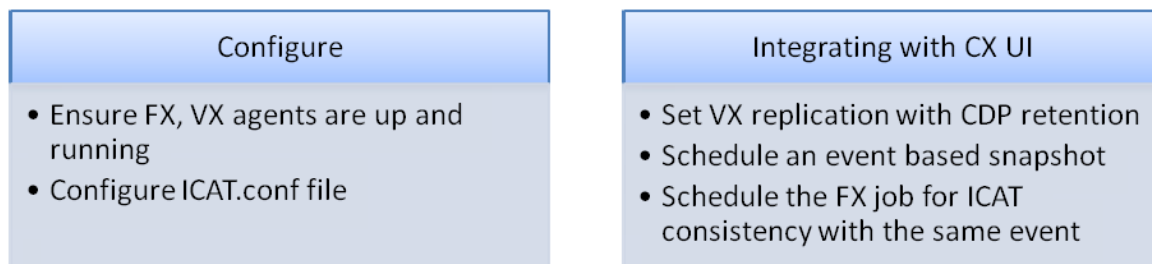 Configure
• Ensure FX, VX agents are up and
running
• Configure ICAT.conf file
Integrating with CX UI
• Set VX replication with CDP retention
• Schedule an event based snapshot
• Schedule the FX job for ICAT
consistency with the same event